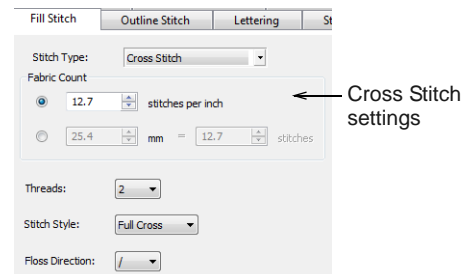 Fill Stitch Outline Stitch Lettering St
Stitch Type: Cross Stitch
Fabric Count
12.7 stitches per inch
25.4 mm = 12.7 stitches
Cross Stitch
settings
Threads: 2
Stitch Style: Full Cross
Floss Direction: /